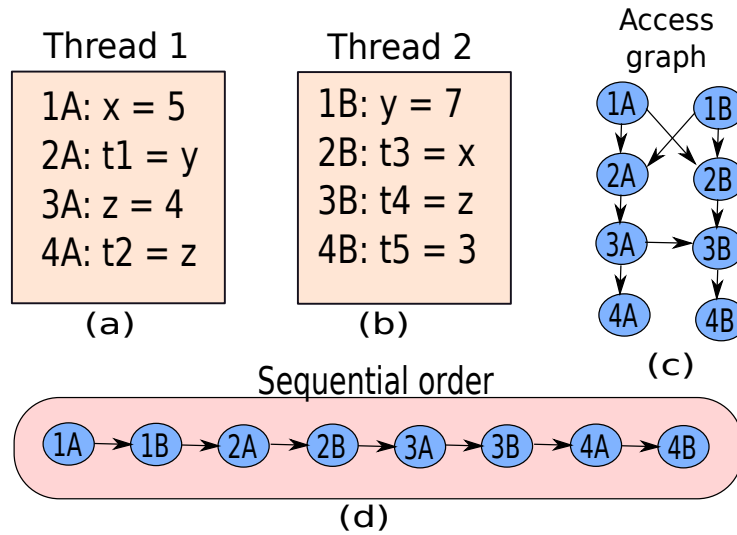 Thread 1
1A: x = 5
2A: t1 = y
3A: z = 4
4A: t2 = z
(a)
Thread 2
1B: y = 7
2B: t3 = x
3B: t4 = z
4B: t5 = 3
(b)
Access
graph
1A 1B
2A 2B
3A 3B
4A 4B
(c)
Sequential order
1A 1B 2A 2B 3A 3B 4A 4B
(d)